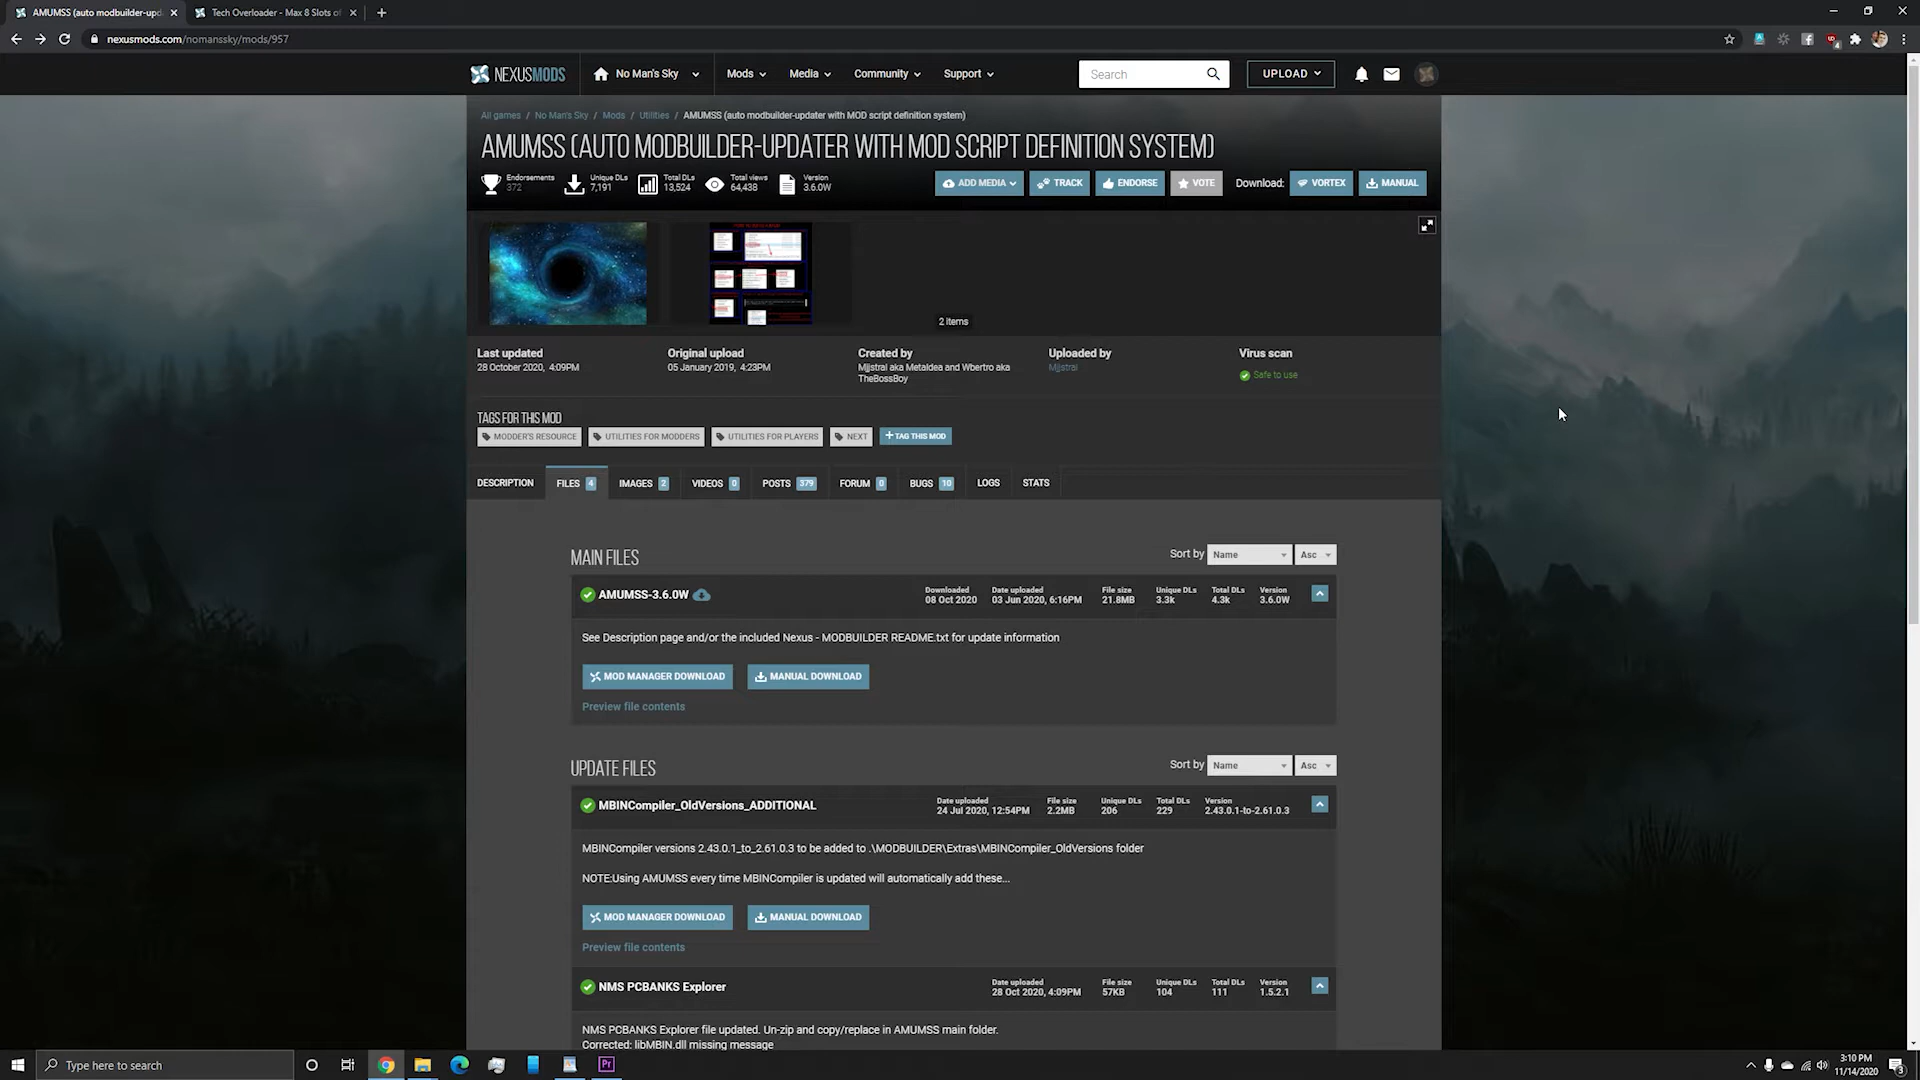 AMUMSS (auto modbuilder-upd
Tech Overloader - Max 8 Slots of
nexusmods.com/nomanssky/mods/957
NEXUSMODS
No Man's Sky
Mods
Media
Community
Support
Search
UPLOAD
All games / No Man's Sky / Mods / Utilities / AMUMSS (auto modbuilder-updater with MOD script definition system)
AMUMSS (AUTO MODBUILDER-UPDATER WITH MOD SCRIPT DEFINITION SYSTEM)
Endorsements
372
Unique DLs
7,191
Total DLs
13,524
Total views
64,438
Version
3.6.0W
ADD MEDIA
TRACK
ENDORSE
VOTE
Download:
VORTEX
MANUAL
2 items
Last updated
28 October 2020, 4:09PM
Original upload
05 January 2019, 4:23PM
Created by
Mjjstral aka MetaIdea and Wbertro aka
TheBossBoy
Uploaded by
Mjjstral
Virus scan
Safe to use
TAGS FOR THIS MOD
MODDER'S RESOURCE
UTILITIES FOR MODDERS
UTILITIES FOR PLAYERS
NEXT
+ TAG THIS MOD
DESCRIPTION
FILES 4
IMAGES 2
VIDEOS 0
POSTS 379
FORUM 0
BUGS 10
LOGS
STATS
MAIN FILES
Sort by Name Asc
AMUMSS-3.6.0W
Downloaded
08 Oct 2020
Date uploaded
03 Jun 2020, 6:16PM
File size
21.8MB
Unique DLs
3.3k
Total DLs
4.3k
Version
3.6.0W
See Description page and/or the included Nexus - MODBUILDER README.txt for update information
MOD MANAGER DOWNLOAD
MANUAL DOWNLOAD
Preview file contents
UPDATE FILES
Sort by Name Asc
MBINCompiler_OldVersions_ADDITIONAL
Date uploaded
24 Jul 2020, 12:54PM
File size
2.2MB
Unique DLs
206
Total DLs
229
Version
2.43.0.1-to-2.61.0.3
MBINCompiler versions 2.43.0.1_to_2.61.0.3 to be added to .\MODBUILDER\Extras\MBINCompiler_OldVersions folder
NOTE:Using AMUMSS every time MBINCompiler is updated will automatically add these...
MOD MANAGER DOWNLOAD
MANUAL DOWNLOAD
Preview file contents
NMS PCBANKS Explorer
Date uploaded
28 Oct 2020, 4:09PM
File size
57KB
Unique DLs
104
Total DLs
111
Version
1.5.2.1
NMS PCBANKS Explorer file updated. Un-zip and copy/replace in AMUMSS main folder.
Corrected: libMBIN.dll missing message
Type here to search
Pr
3:10 PM
11/14/2020
3